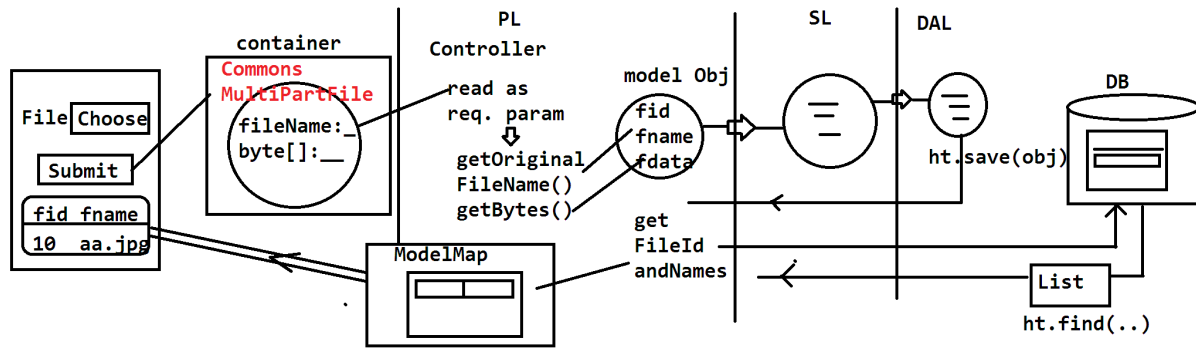 PL
SL
DAL
container
Controller
Commons
MultiPartFile
fileName:_
byte[]:__
File Choose
Submit
fid fname
10 aa.jpg
read as
req. param
getOriginal
FileName()
getBytes()
model Obj
fid
fname
fdata
ht.save(obj)
DB
get
FileId
andNames
ModelMap
List
ht.find(..)